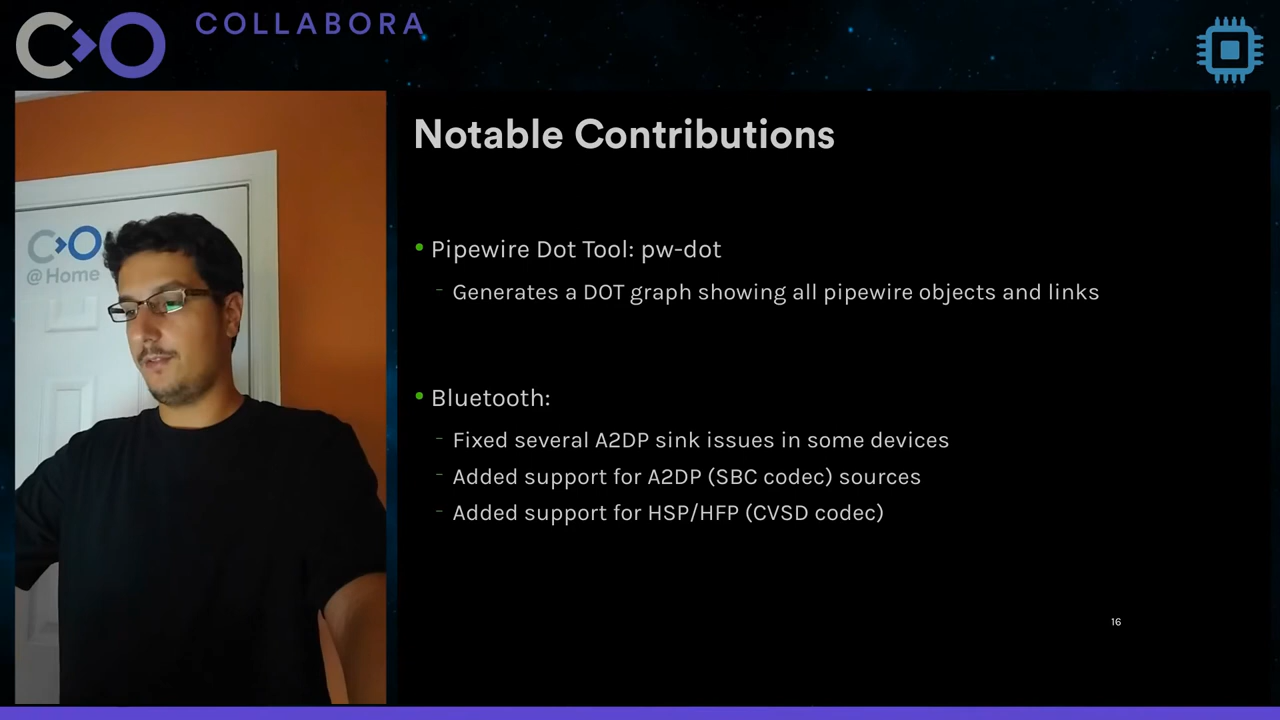 COLLABORA
@Home
Notable Contributions
• Pipewire Dot Tool: pw-dot
- Generates a DOT graph showing all pipewire objects and links
• Bluetooth:
- Fixed several A2DP sink issues in some devices
- Added support for A2DP (SBC codec) sources
- Added support for HSP/HFP (CVSD codec)
16